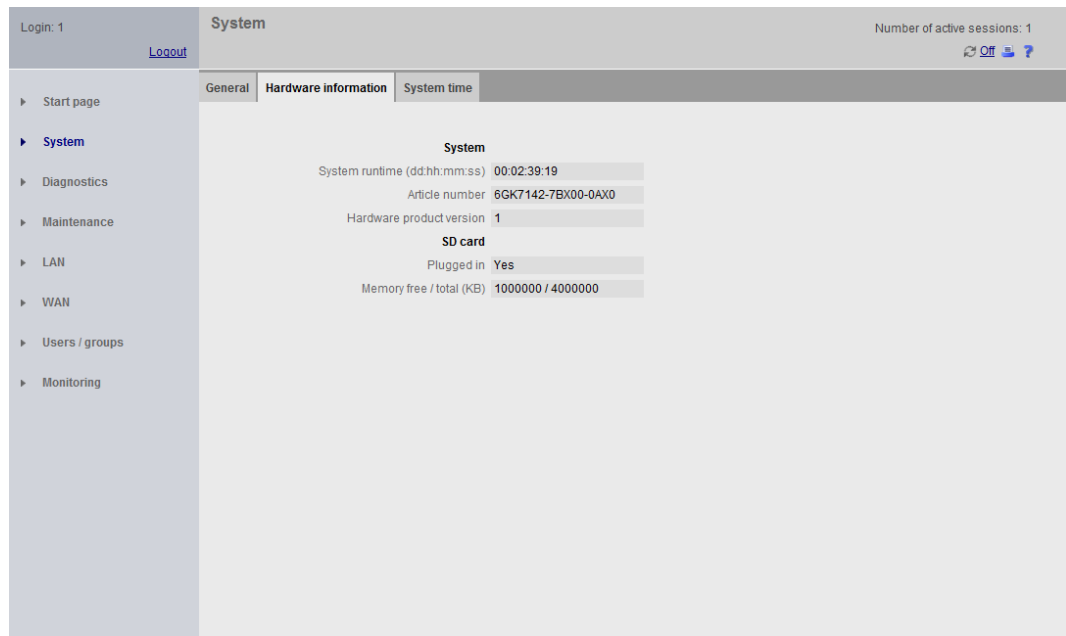 Login: 1
Logout
System
Number of active sessions: 1
Off ?
General Hardware information System time
Start page
System
Diagnostics
Maintenance
LAN
WAN
Users / groups
Monitoring
System
System runtime (dd:hh:mm:ss) 00:02:39:19
Article number 6GK7142-7BX00-0AX0
Hardware product version 1
SD card
Plugged in Yes
Memory free / total (KB) 1000000 / 4000000